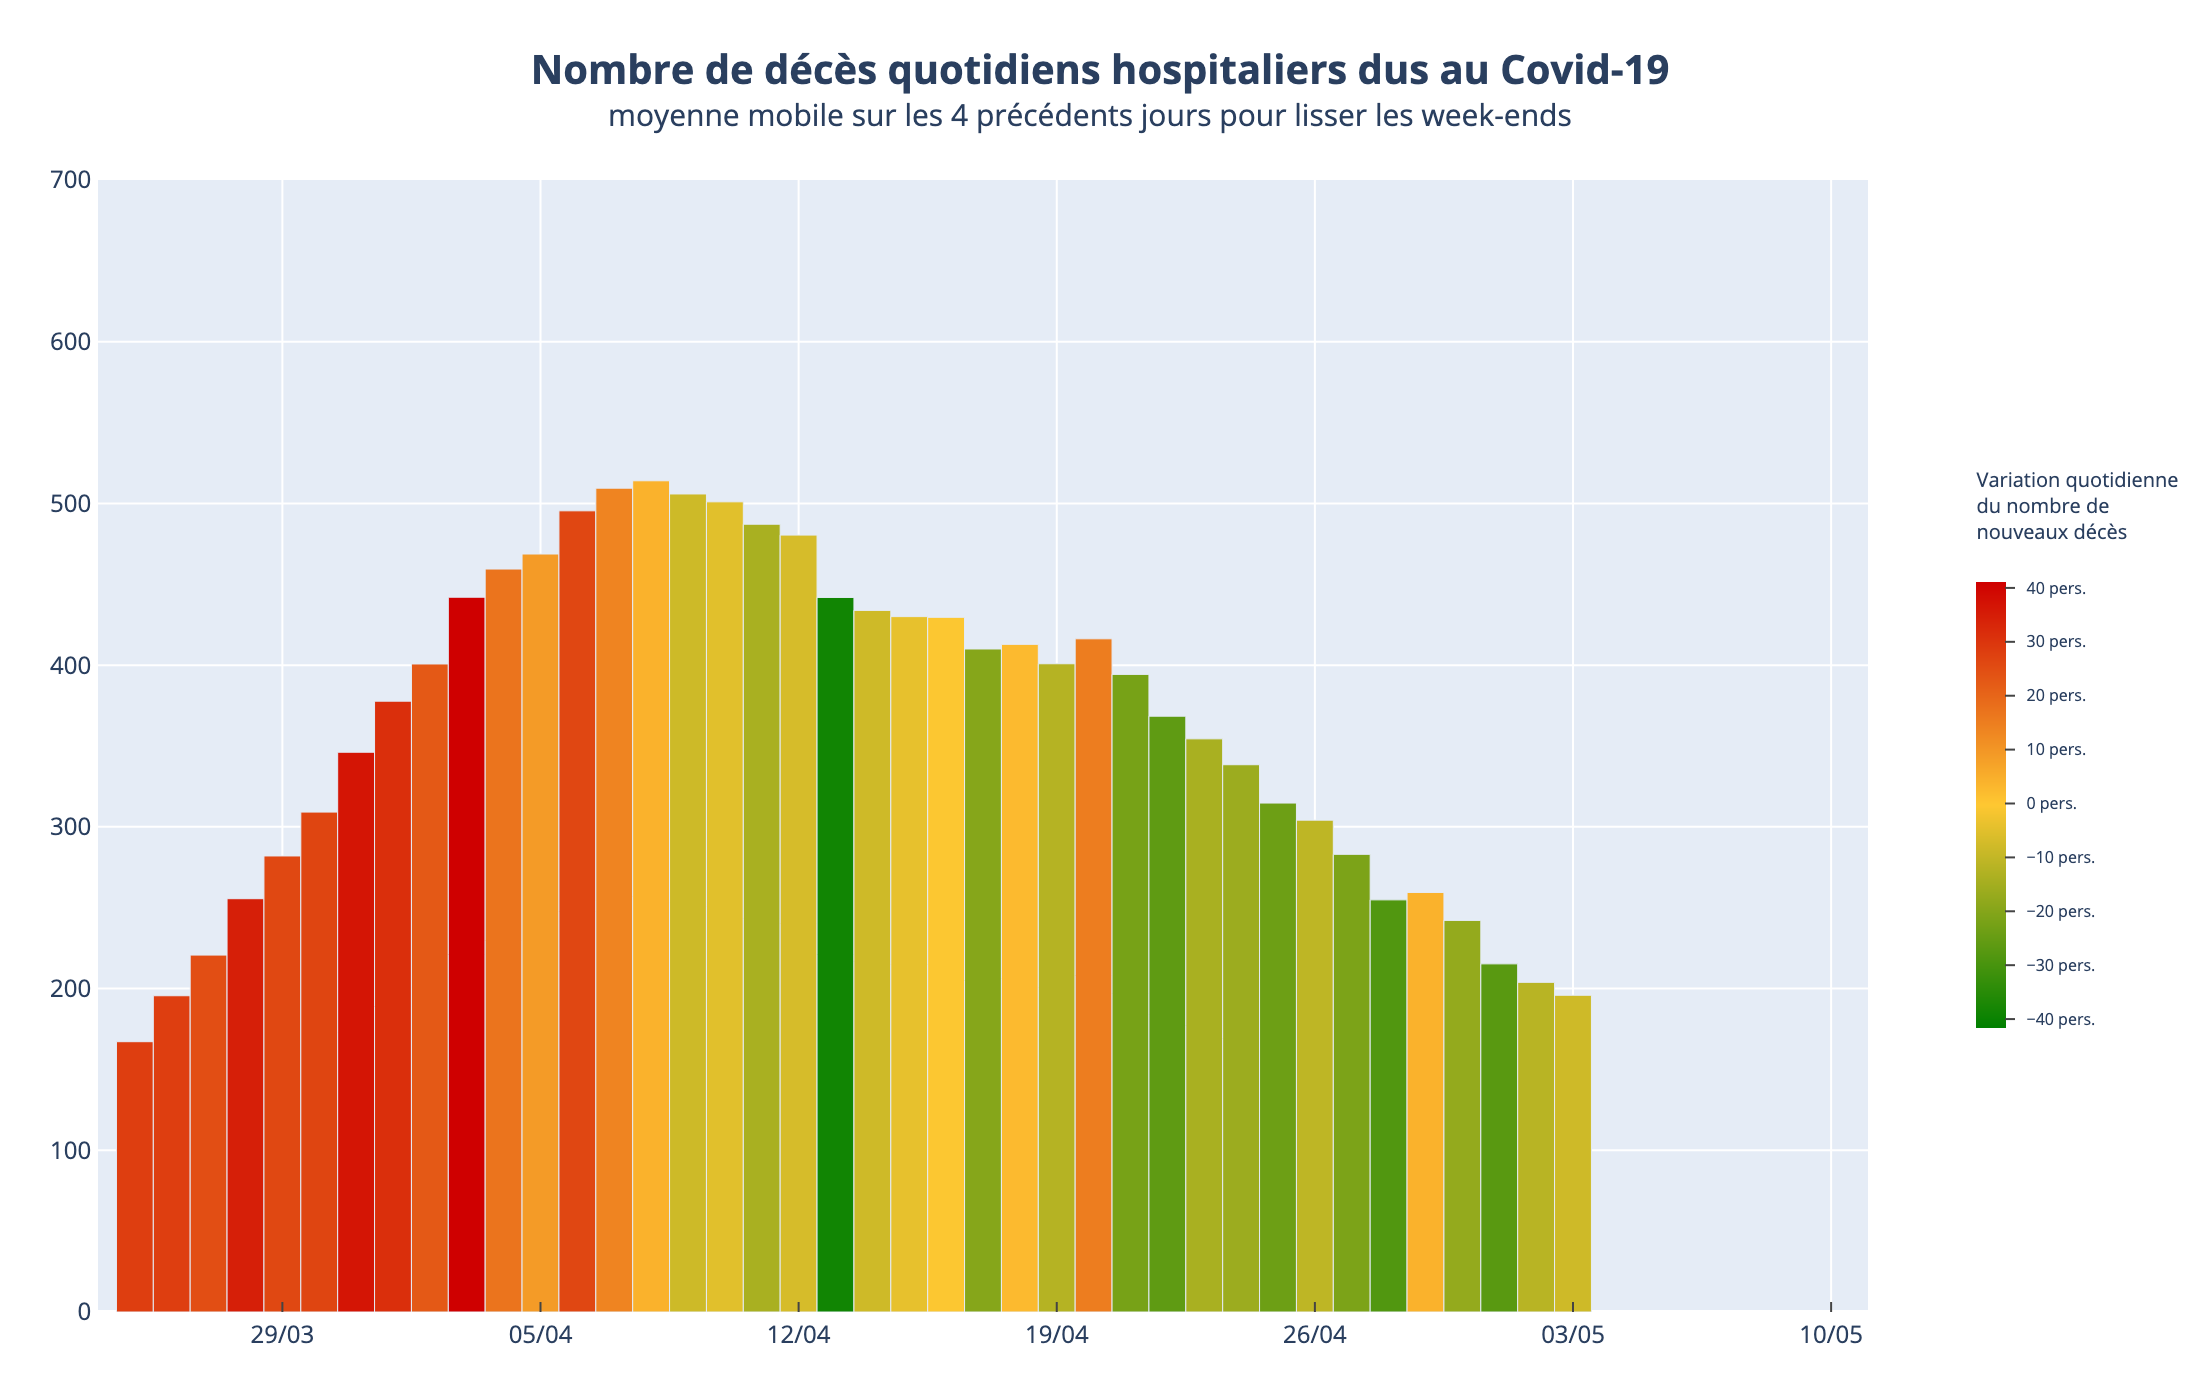 Nombre de décès quotidiens hospitaliers dus au Covid-19
moyenne mobile sur les 4 précédents jours pour lisser les week-ends
700
600
500
400
300
200
100
0
29/03
05/04
12/04
19/04
26/04
03/05
10/05
Variation quotidienne
du nombre de
nouveaux décès
40 pers.
30 pers.
20 pers.
10 pers.
0 pers.
−10 pers.
−20 pers.
−30 pers.
−40 pers.